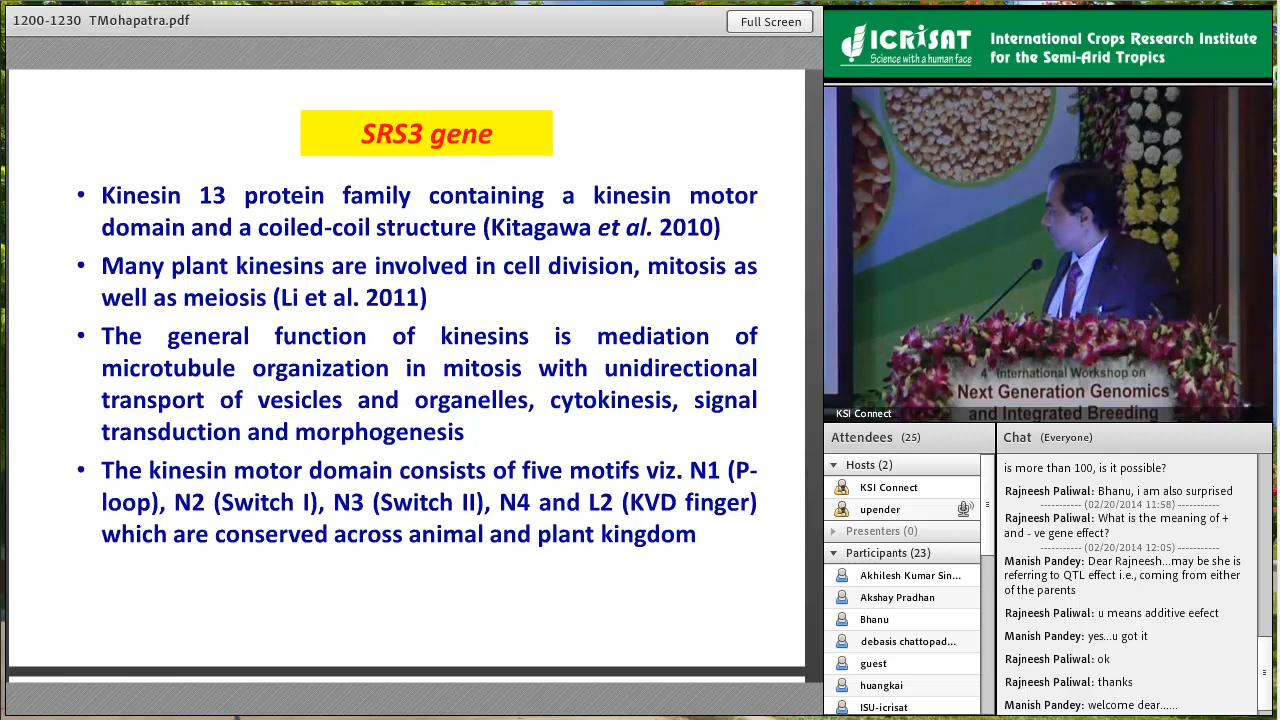 1200-1230 TMohapatra.pdf
Full Screen
SRS3 gene
• Kinesin 13 protein family containing a kinesin motor
domain and a coiled-coil structure (Kitagawa et al. 2010)
• Many plant kinesins are involved in cell division, mitosis as
well as meiosis (Li et al. 2011)
• The general function of kinesins is mediation of
microtubule organization in mitosis with unidirectional
transport of vesicles and organelles, cytokinesis, signal
transduction and morphogenesis
• The kinesin motor domain consists of five motifs viz. N1 (P-
loop), N2 (Switch I), N3 (Switch II), N4 and L2 (KVD finger)
which are conserved across animal and plant kingdom
ICRISAT
Science with a human face
International Crops Research Institute
for the Semi-Arid Tropics
4th International Workshop on
Next Generation Genomics
and Integrated Breeding
KSI Connect
Attendees (25)
Hosts (2)
KSI Connect
upender
Presenters (0)
Participants (23)
Akhilesh Kumar Sin...
Akshay Pradhan
Bhanu
debasis chattopad...
guest
huangkai
ISU-icrisat
Chat (Everyone)
is more than 100, is it possible?
Rajneesh Paliwal: Bhanu, i am also surprised
----------- (02/20/2014 11:58) -----------
Rajneesh Paliwal: What is the meaning of +
and - ve gene effect?
----------- (02/20/2014 12:05) -----------
Manish Pandey: Dear Rajneesh...may be she is
referring to QTL effect i.e., coming from either
of the parents
Rajneesh Paliwal: u means additive eefect
Manish Pandey: yes...u got it
Rajneesh Paliwal: ok
Rajneesh Paliwal: thanks
Manish Pandey: welcome dear......